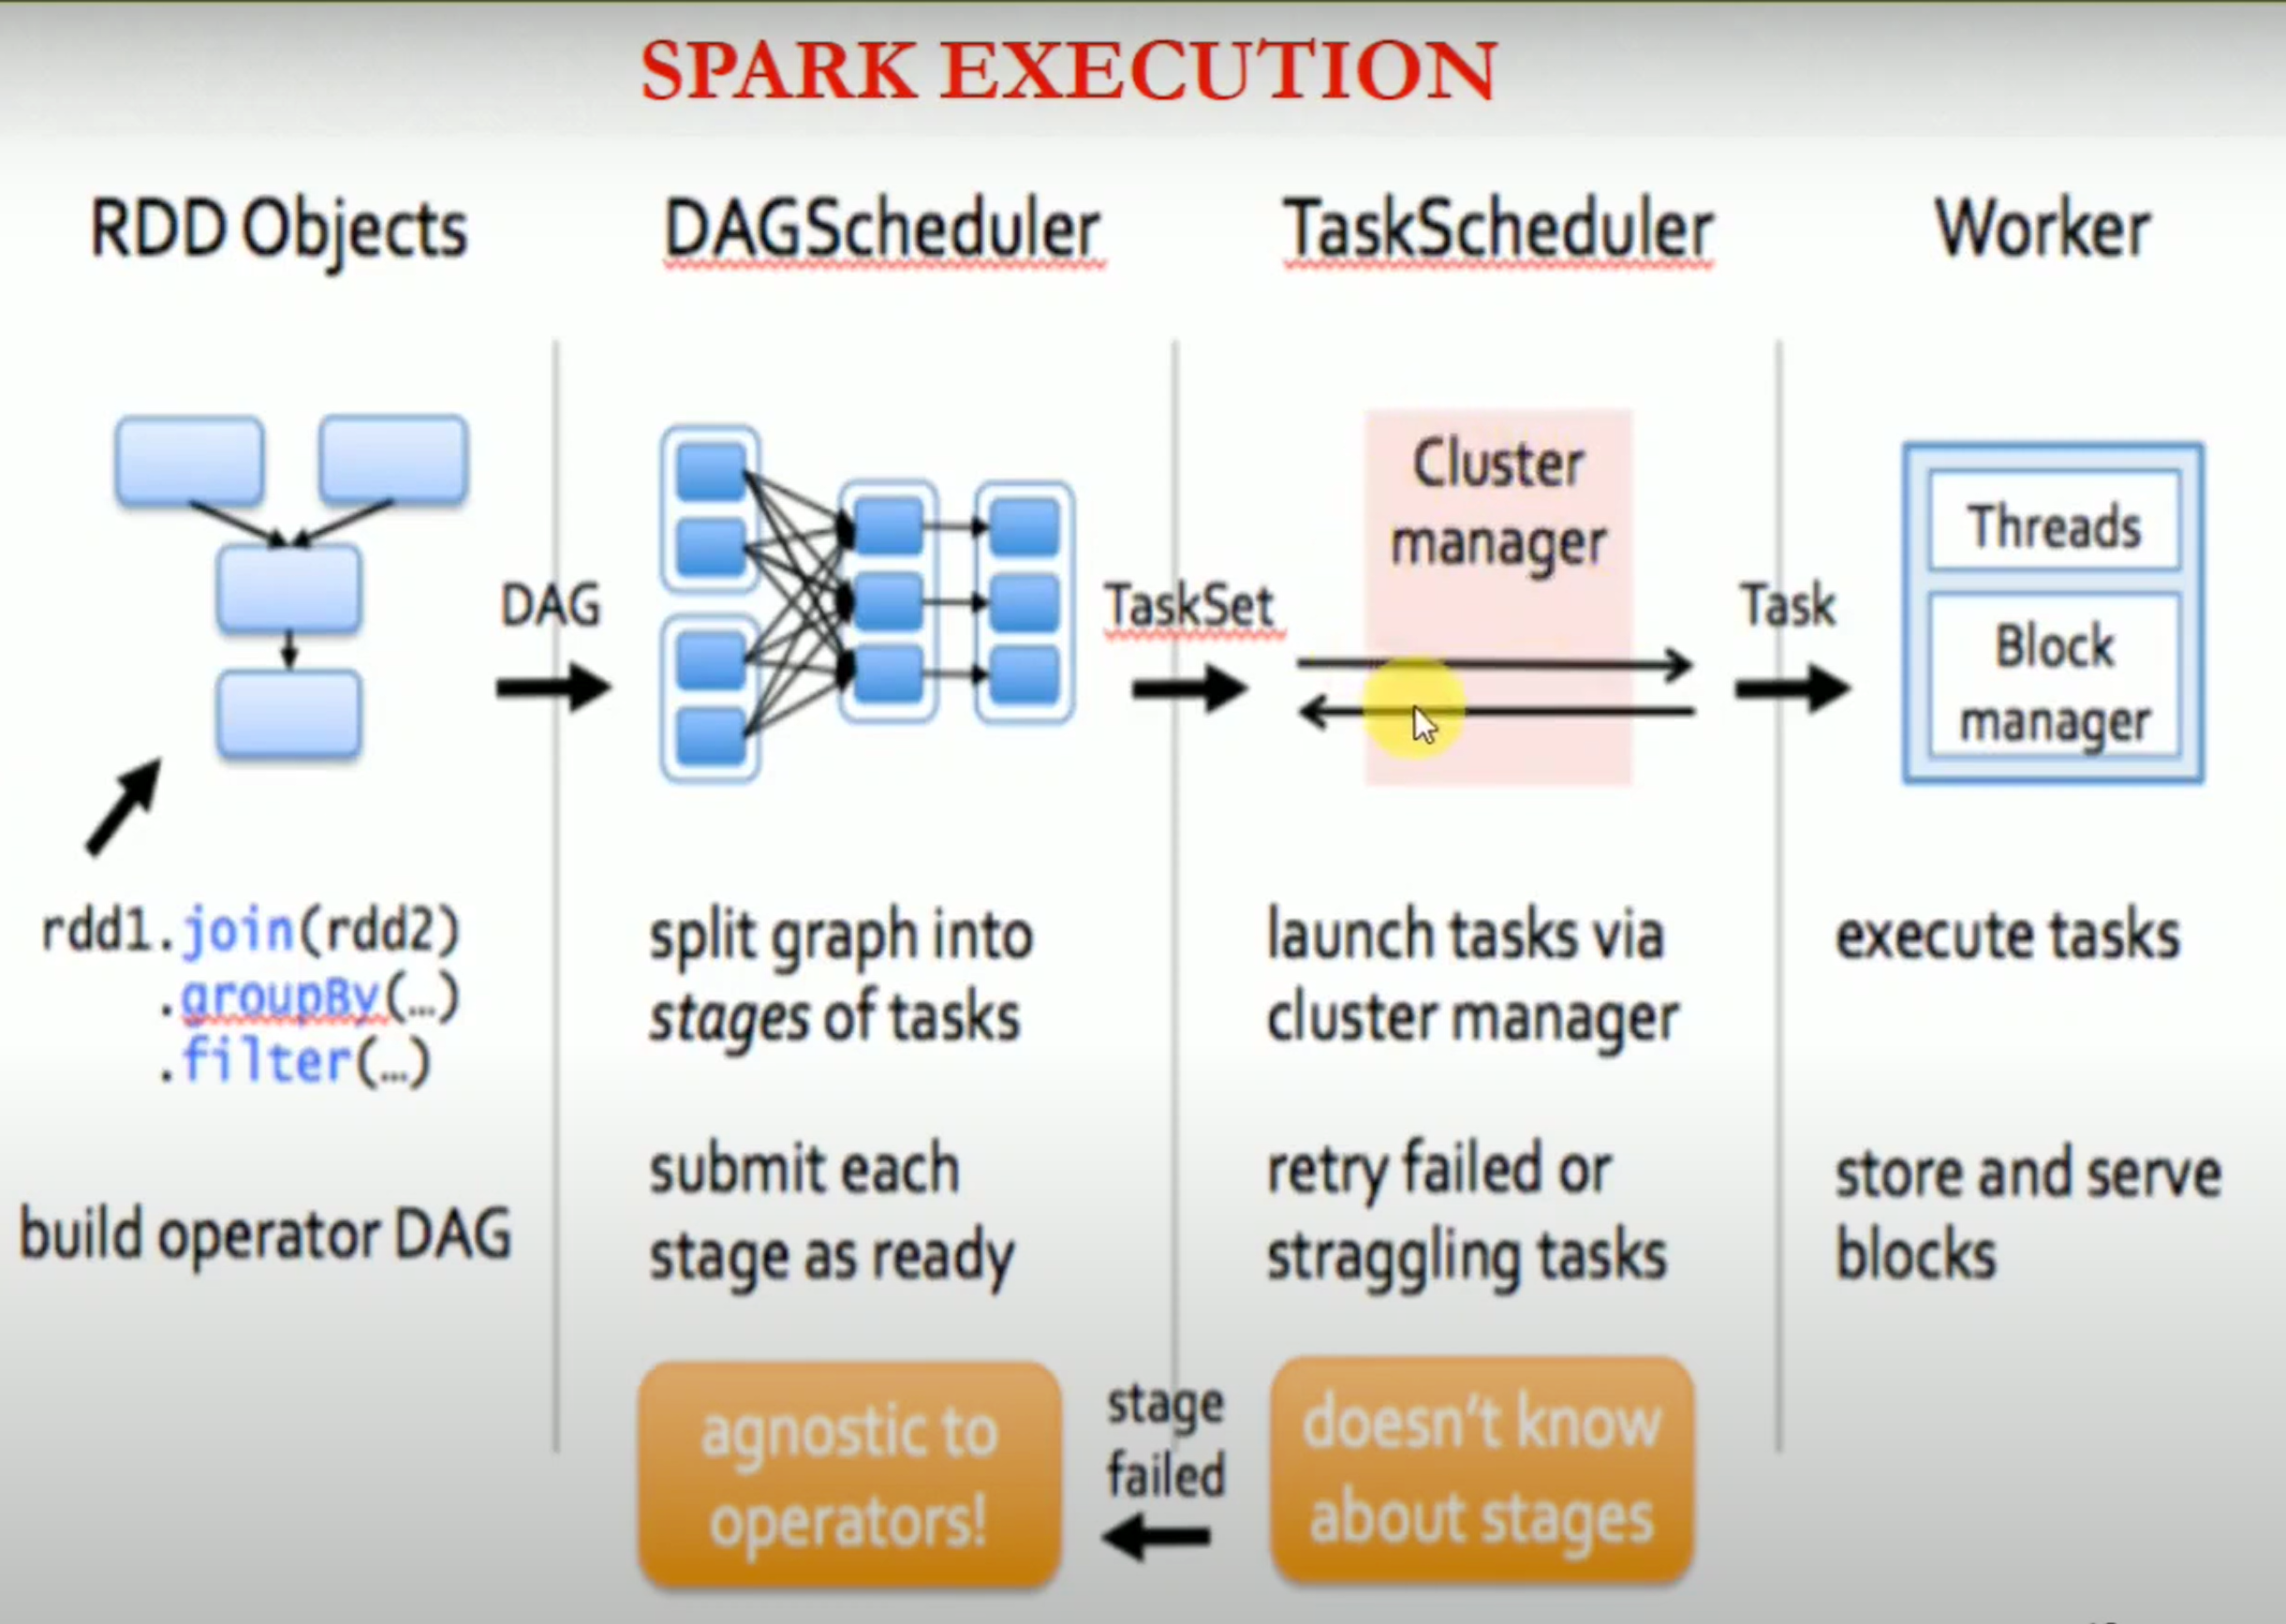 SPARK EXECUTION
RDD Objects
DAGScheduler
TaskScheduler
Worker
DAG
TaskSet
Cluster
manager
Task
Threads
Block
manager
rdd1.join(rdd2)
.groupBy(…)
.filter(…)
build operator DAG
split graph into
stages of tasks
submit each
stage as ready
agnostic to
operators!
launch tasks via
cluster manager
retry failed or
straggling tasks
stage
failed
doesn't know
about stages
execute tasks
store and serve
blocks